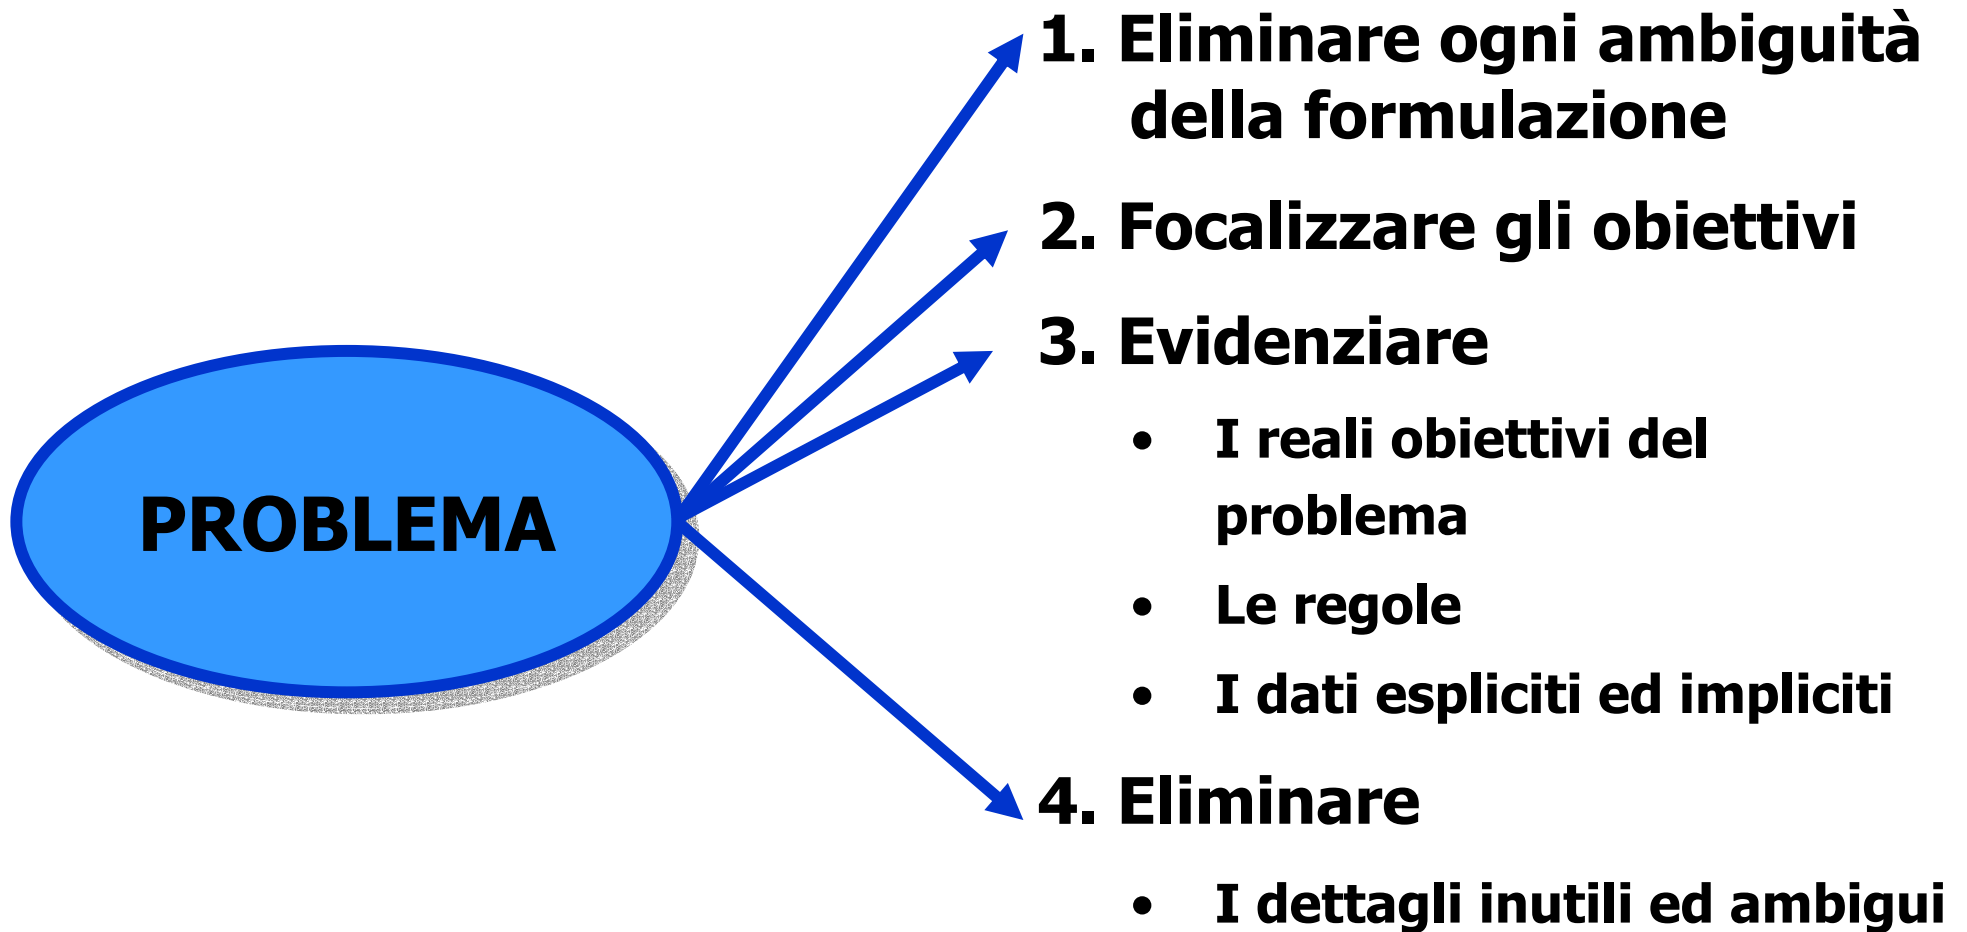 1. Eliminare ogni ambiguità
della formulazione
2. Focalizzare gli obiettivi
3. Evidenziare
• I reali obiettivi del
problema
PROBLEMA
• Le regole
• I dati espliciti ed impliciti
4. Eliminare
• I dettagli inutili ed ambigui